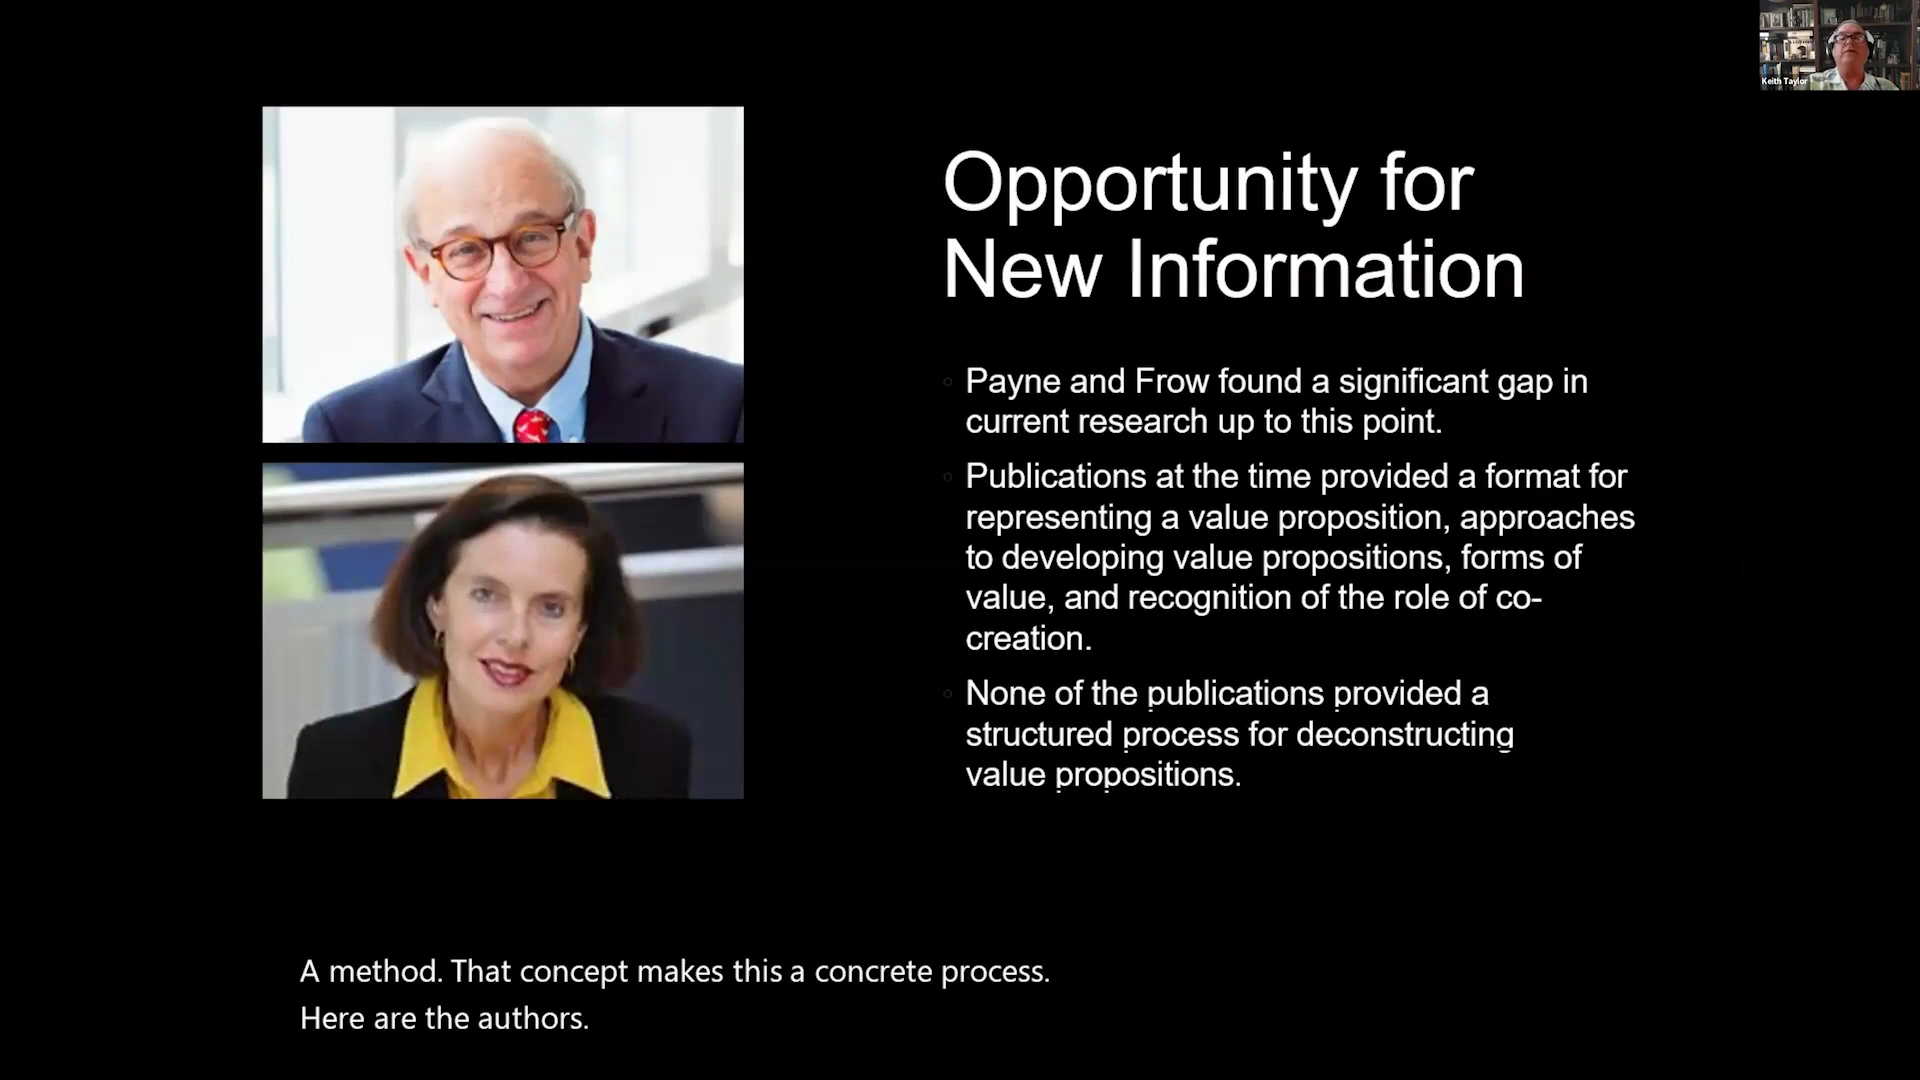 Keith Taylor
Opportunity for
New Information
Payne and Frow found a significant gap in
current research up to this point.
Publications at the time provided a format for
representing a value proposition, approaches
to developing value propositions, forms of
value, and recognition of the role of co-
creation.
None of the publications provided a
structured process for deconstructing
value propositions.
A method. That concept makes this a concrete process.
Here are the authors.